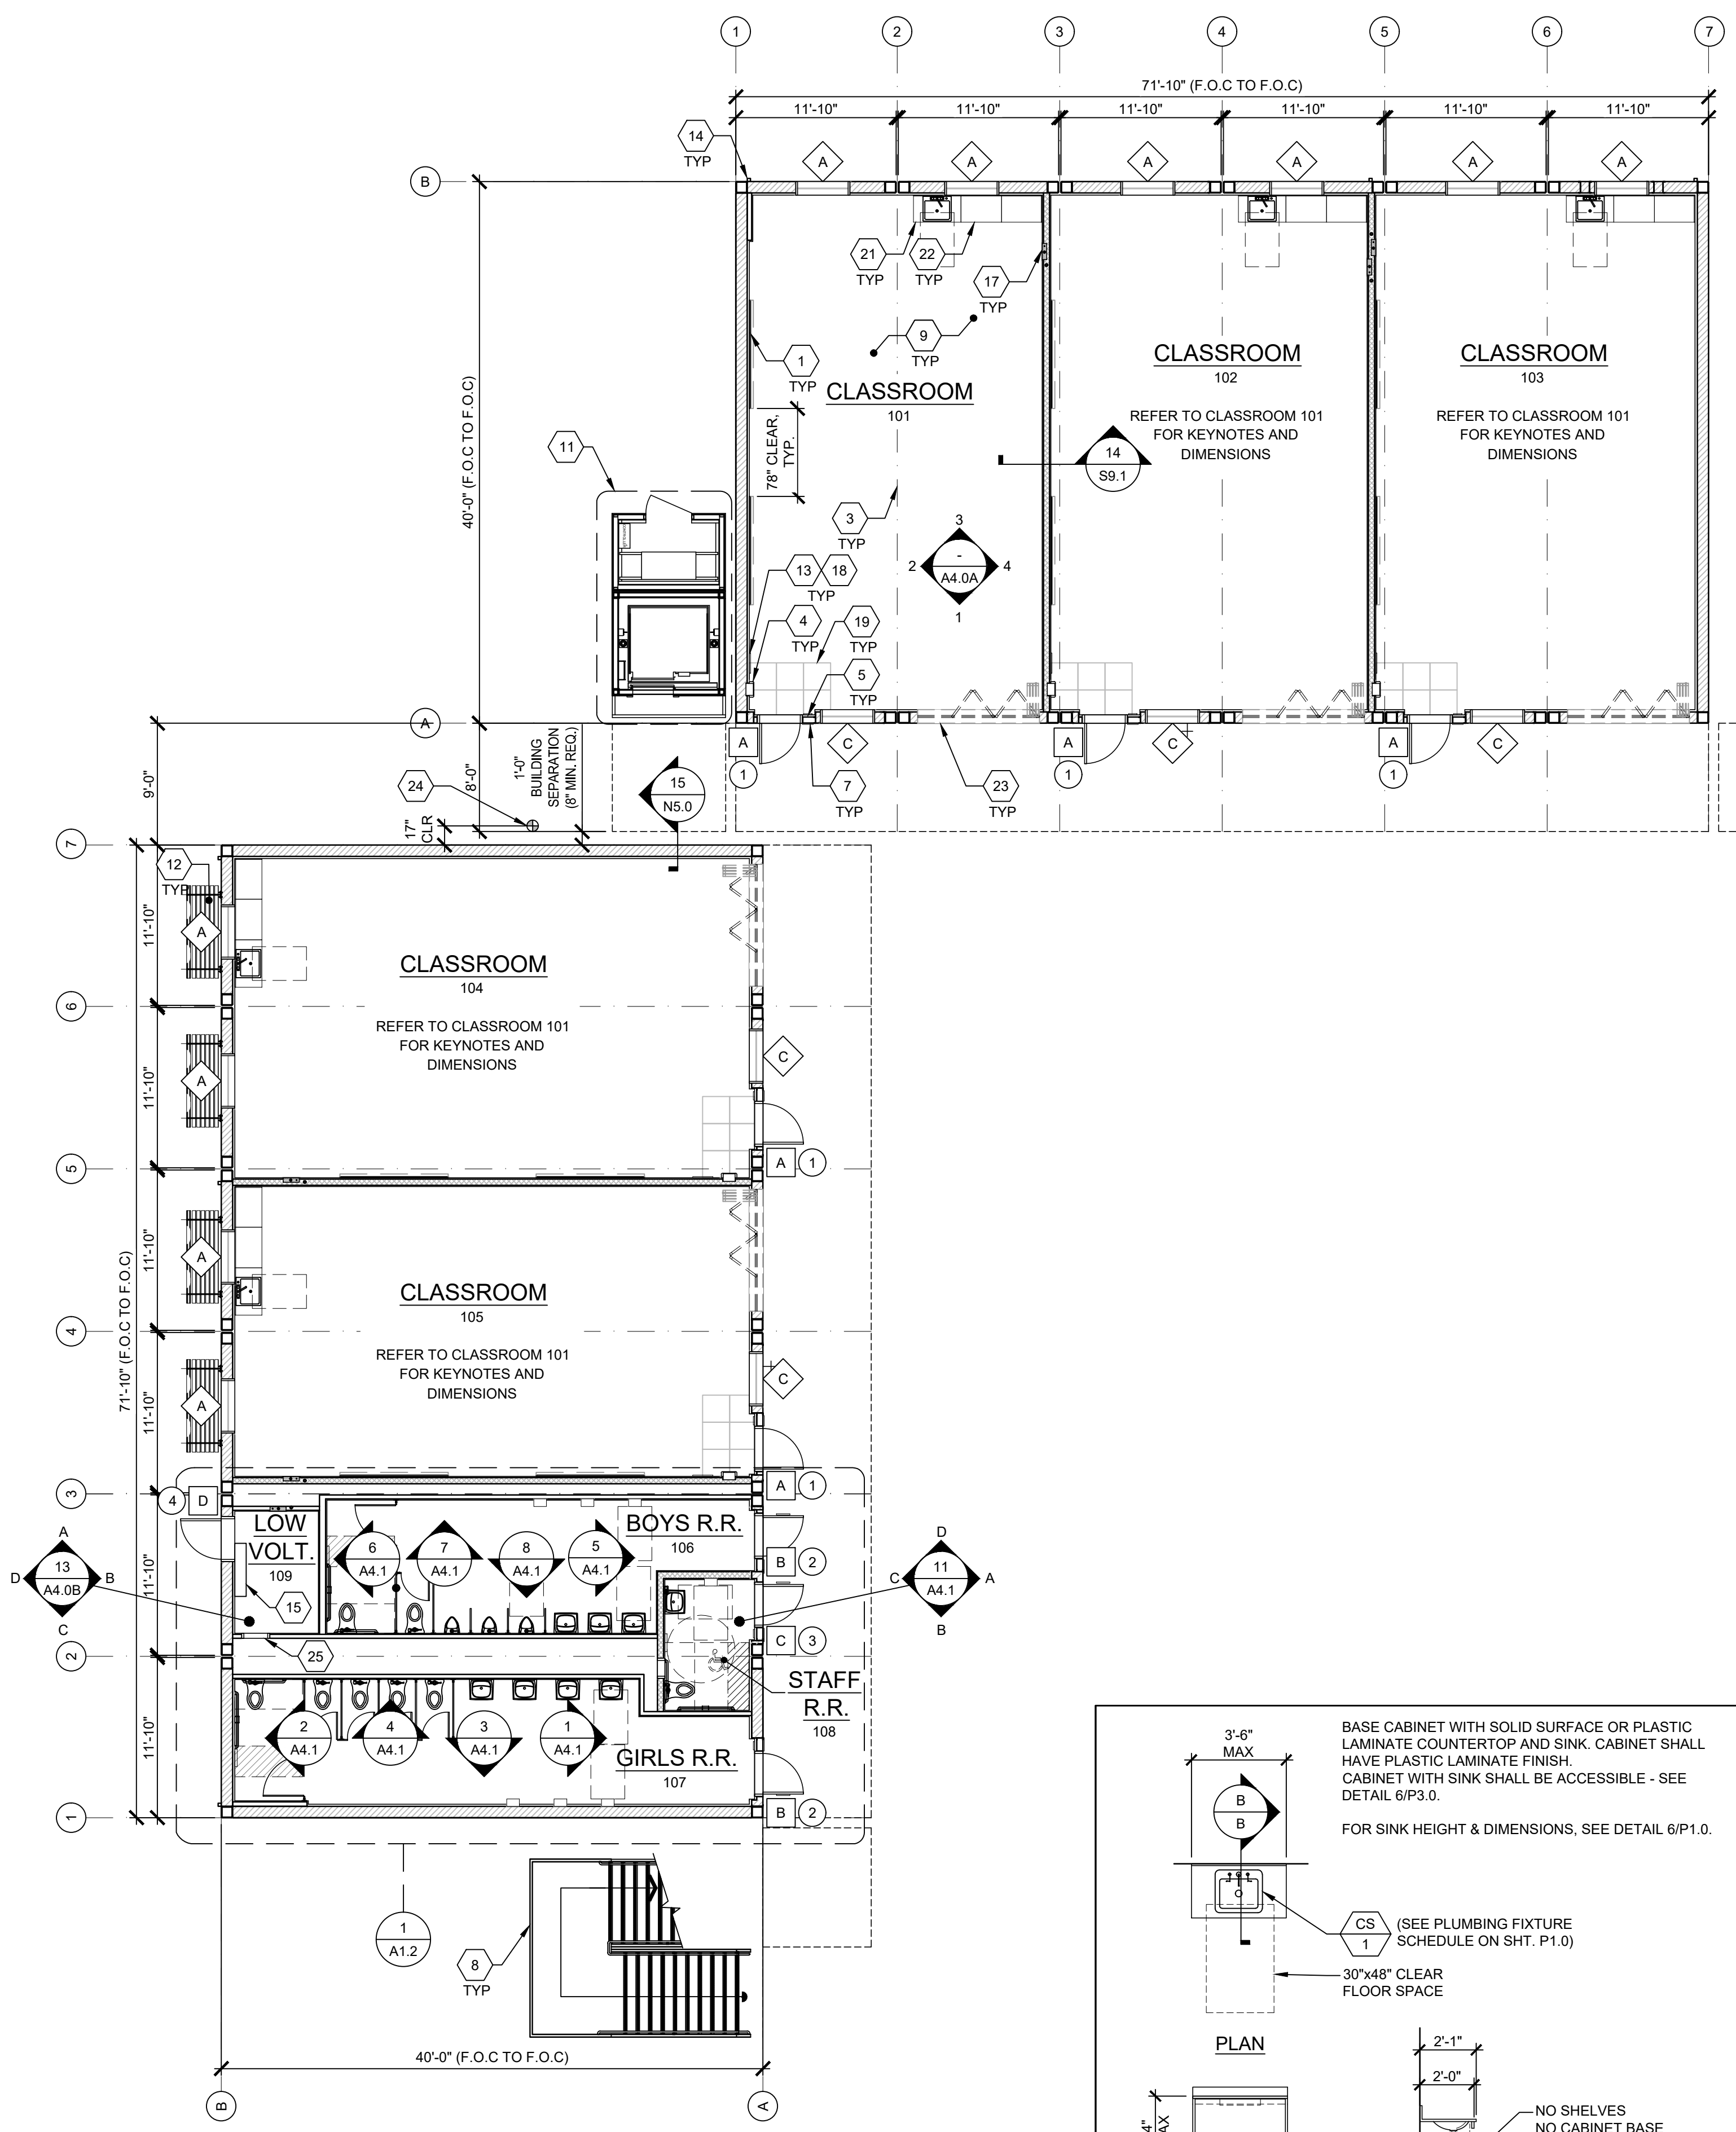 1
2
3
4
5
6
7
71'-10" (F.O.C TO F.O.C)
11'-10"
11'-10"
11'-10"
11'-10"
11'-10"
11'-10"
14
TYP
A
A
A
A
A
A
B
21
TYP
22
TYP
17
TYP
9
TYP
1
TYP
CLASSROOM
101
CLASSROOM
102
REFER TO CLASSROOM 101
FOR KEYNOTES AND
DIMENSIONS
CLASSROOM
103
REFER TO CLASSROOM 101
FOR KEYNOTES AND
DIMENSIONS
40'-0" (F.O.C TO F.O.C)
11
78" CLEAR,
TYP.
14
S9.1
3
TYP
3
2
-
A4.0A
4
1
13
18
TYP
4
TYP
19
TYP
5
TYP
A
A
1
C
A
1
C
A
1
C
7
TYP
23
TYP
9'-0"
8'-0"
1'-0"
BUILDING
SEPARATION
(8" MIN. REQ.)
24
17"
CLR
15
N5.0
7
12
TYP
11'-10"
A
CLASSROOM
104
REFER TO CLASSROOM 101
FOR KEYNOTES AND
DIMENSIONS
6
11'-10"
A
C
5
A
1
71'-10" (F.O.C TO F.O.C)
11'-10"
A
CLASSROOM
105
REFER TO CLASSROOM 101
FOR KEYNOTES AND
DIMENSIONS
4
11'-10"
A
C
3
4
D
A
1
LOW
VOLT.
109
BOYS R.R.
106
6
A4.1
7
A4.1
8
A4.1
5
A4.1
B
2
A
D
13
A4.0B
B
C
11'-10"
15
D
C
11
A4.1
A
B
C
3
2
25
STAFF
R.R.
108
11'-10"
2
A4.1
4
A4.1
3
A4.1
1
A4.1
GIRLS R.R.
107
1
B
2
1
A1.2
8
TYP
40'-0" (F.O.C TO F.O.C)
B
A
3'-6"
MAX
B
B
BASE CABINET WITH SOLID SURFACE OR PLASTIC
LAMINATE COUNTERTOP AND SINK. CABINET SHALL
HAVE PLASTIC LAMINATE FINISH.
CABINET WITH SINK SHALL BE ACCESSIBLE - SEE
DETAIL 6/P3.0.
FOR SINK HEIGHT & DIMENSIONS, SEE DETAIL 6/P1.0.
CS
1
(SEE PLUMBING FIXTURE
SCHEDULE ON SHT. P1.0)
30"x48" CLEAR
FLOOR SPACE
PLAN
2'-1"
2'-0"
NO SHELVES
NO CABINET BASE